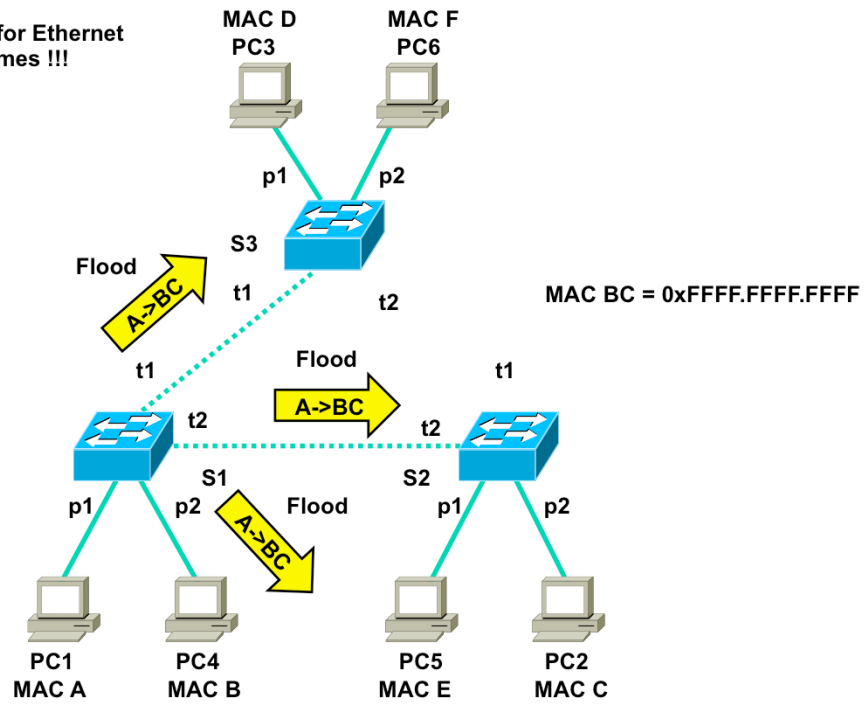 for Ethernet
mes !!!
MAC D
PC3
MAC F
PC6
p1
p2
S3
Flood
A->BC
t1
t2
MAC BC = 0xFFFF.FFFF.FFFF
Flood
t1
t1
A->BC
t2
t2
S1
S2
p1
p2
Flood
p1
p2
A->BC
PC1
MAC A
PC4
MAC B
PC5
MAC E
PC2
MAC C